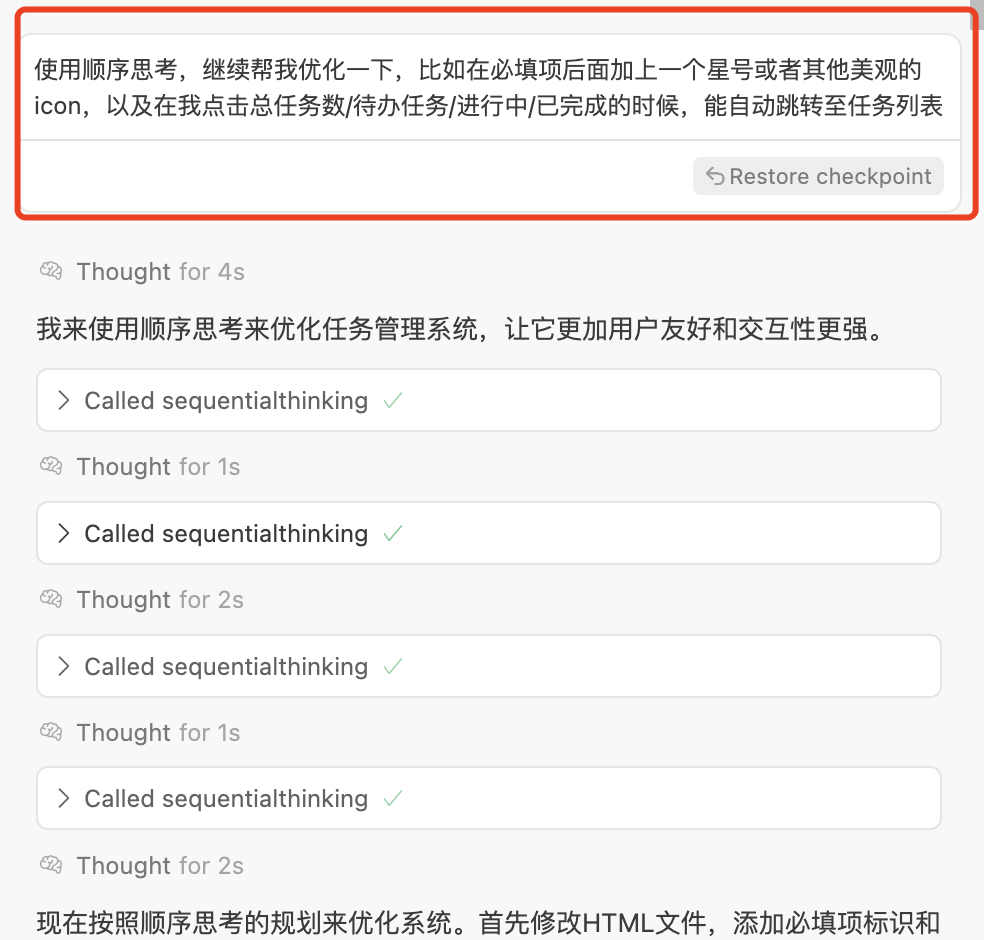 使用顺序思考，继续帮我优化一下，比如在必填项后面加上一个星号或者其他美观的
icon，以及在我点击总任务数/待办任务/进行中/已完成的时候，能自动跳转至任务列表
Restore checkpoint
Thought for 4s
我来使用顺序思考来优化任务管理系统，让它更加用户友好和交互性更强。
Called sequentialthinking
Thought for 1s
Called sequentialthinking
Thought for 2s
Called sequentialthinking
Thought for 1s
Called sequentialthinking
Thought for 2s
现在按照顺序思考的规划来优化系统。首先修改HTML文件，添加必填项标识和